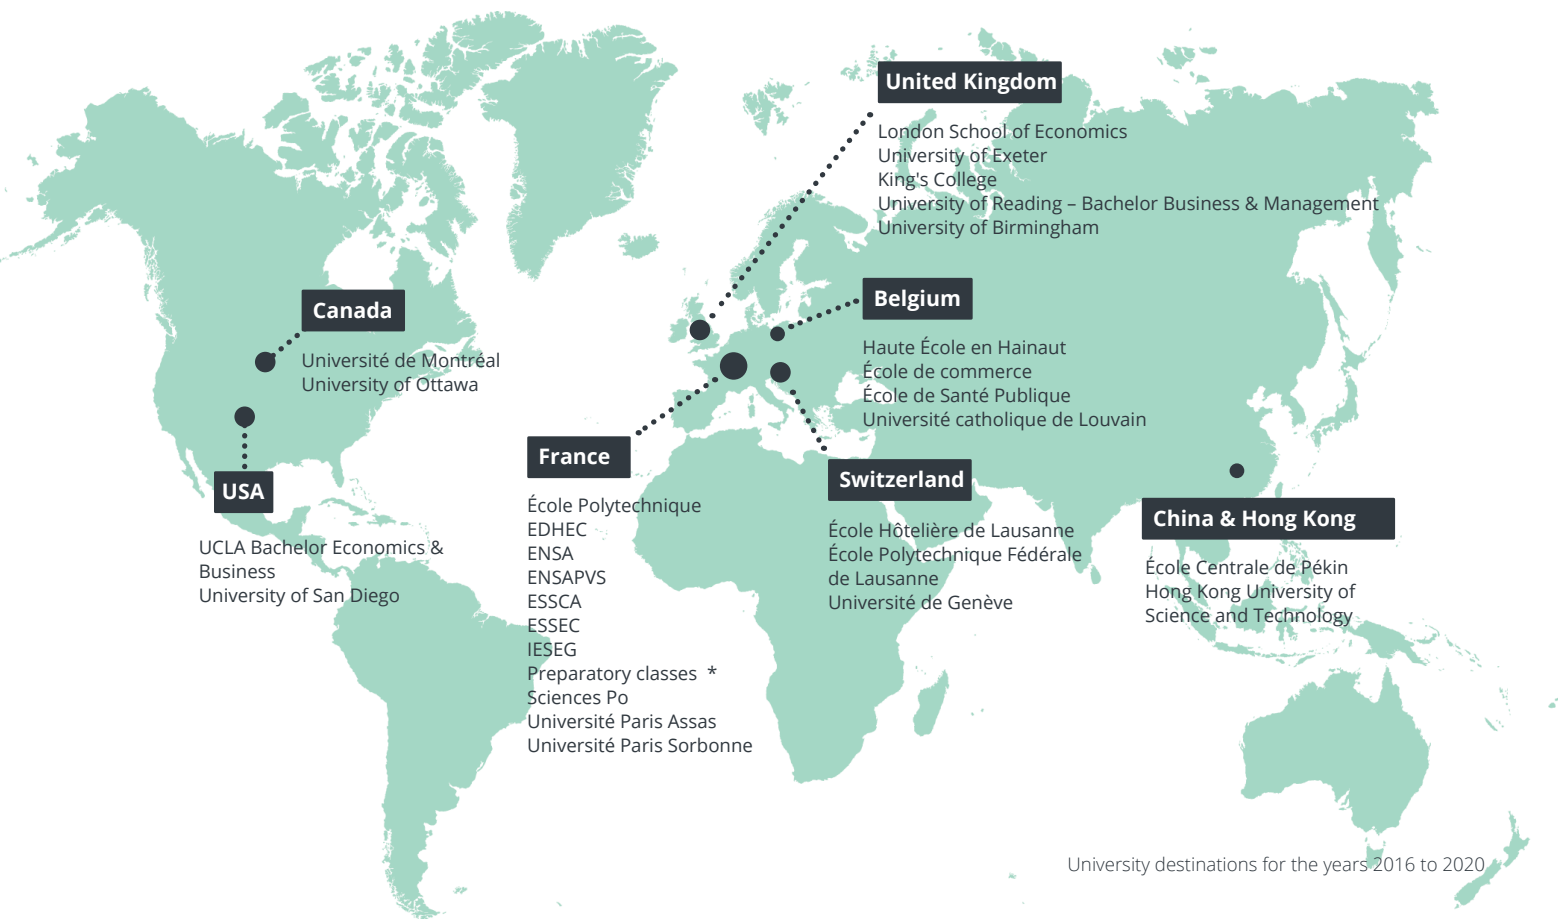 United Kingdom
London School of Economics
University of Exeter
King's College
University of Reading – Bachelor Business & Management
University of Birmingham
Belgium
Haute École en Hainaut
École de commerce
École de Santé Publique
Université catholique de Louvain
Canada
Université de Montréal
University of Ottawa
USA
UCLA Bachelor Economics &
Business
University of San Diego
France
École Polytechnique
EDHEC
ENSA
ENSAPVS
ESSCA
ESSEC
IESEG
Preparatory classes *
Sciences Po
Université Paris Assas
Université Paris Sorbonne
Switzerland
École Hôtelière de Lausanne
École Polytechnique Fédérale
de Lausanne
Université de Genève
China & Hong Kong
École Centrale de Pékin
Hong Kong University of
Science and Technology
University destinations for the years 2016 to 2020